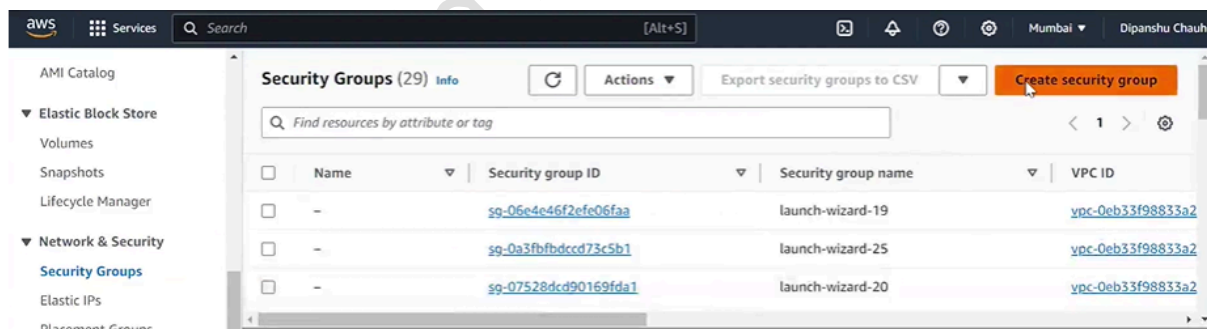 aws Services Search [Alt+S] Mumbai ▼ Dipanshu Chauh
AMI Catalog
▼ Elastic Block Store
Volumes
Snapshots
Lifecycle Manager
▼ Network & Security
Security Groups
Elastic IPs
Placement Groups
Security Groups (29) Info Actions ▼ Export security groups to CSV ▼ Create security group
Find resources by attribute or tag < 1 >
Name Security group ID Security group name VPC ID
– sg-06e4e46f2efe06faa launch-wizard-19 vpc-0eb33f98833a2
– sg-0a3fbfbdccd73c5b1 launch-wizard-25 vpc-0eb33f98833a2
– sg-07528dcd90169fda1 launch-wizard-20 vpc-0eb33f98833a2